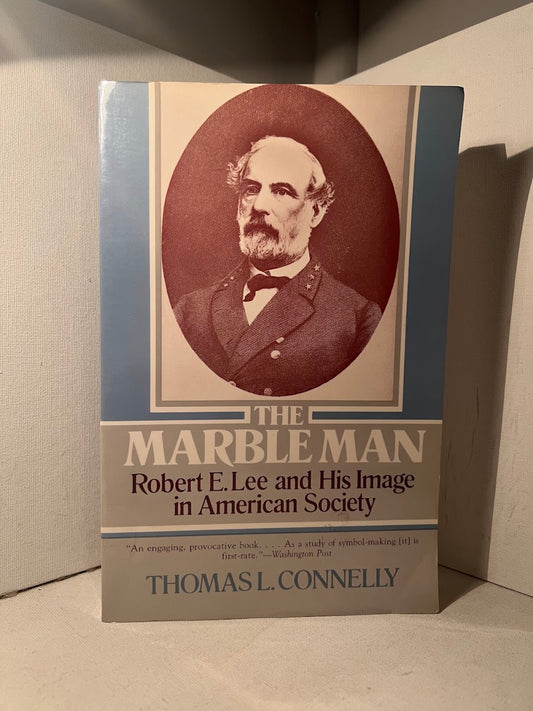 THE
MARBLE MAN
Robert E. Lee and His Image
in American Society
"An engaging, provocative book. . . . As a study of symbol-making [it] is
first-rate."—Washington Post
THOMAS L. CONNELLY